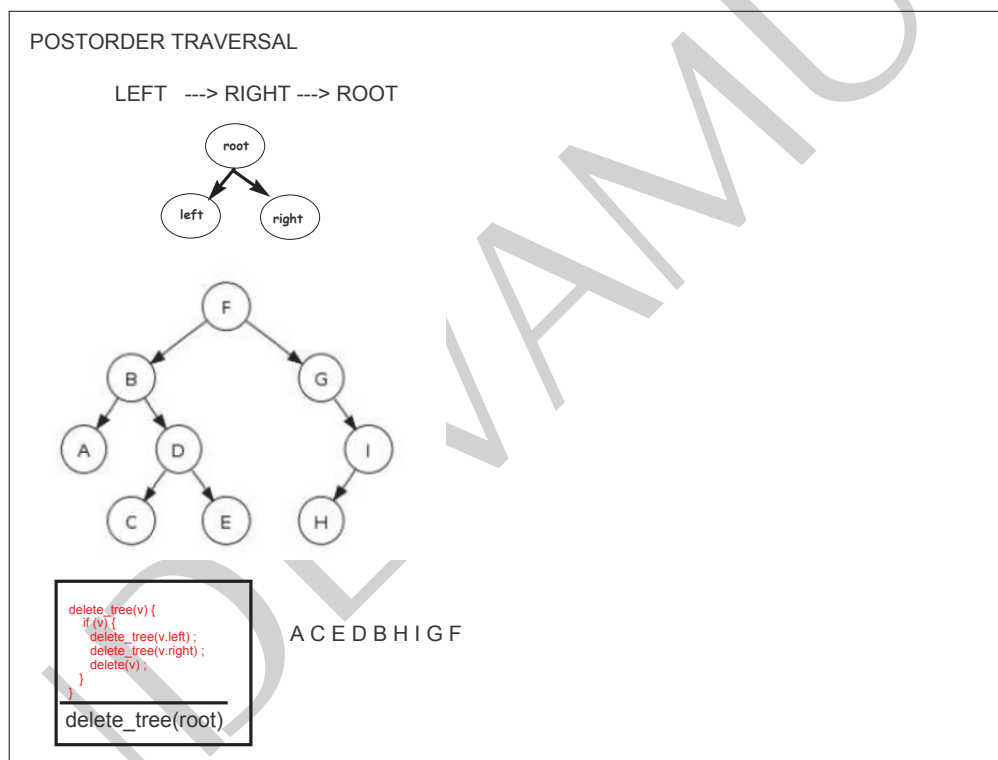 POSTORDER TRAVERSAL
LEFT ---> RIGHT ---> ROOT
root
left right
F
B G
A D I
C E H
delete_tree(v) {
if (v) {
delete_tree(v.left) ;
delete_tree(v.right) ;
delete(v) ;
}
}
delete_tree(root)
A C E D B H I G F